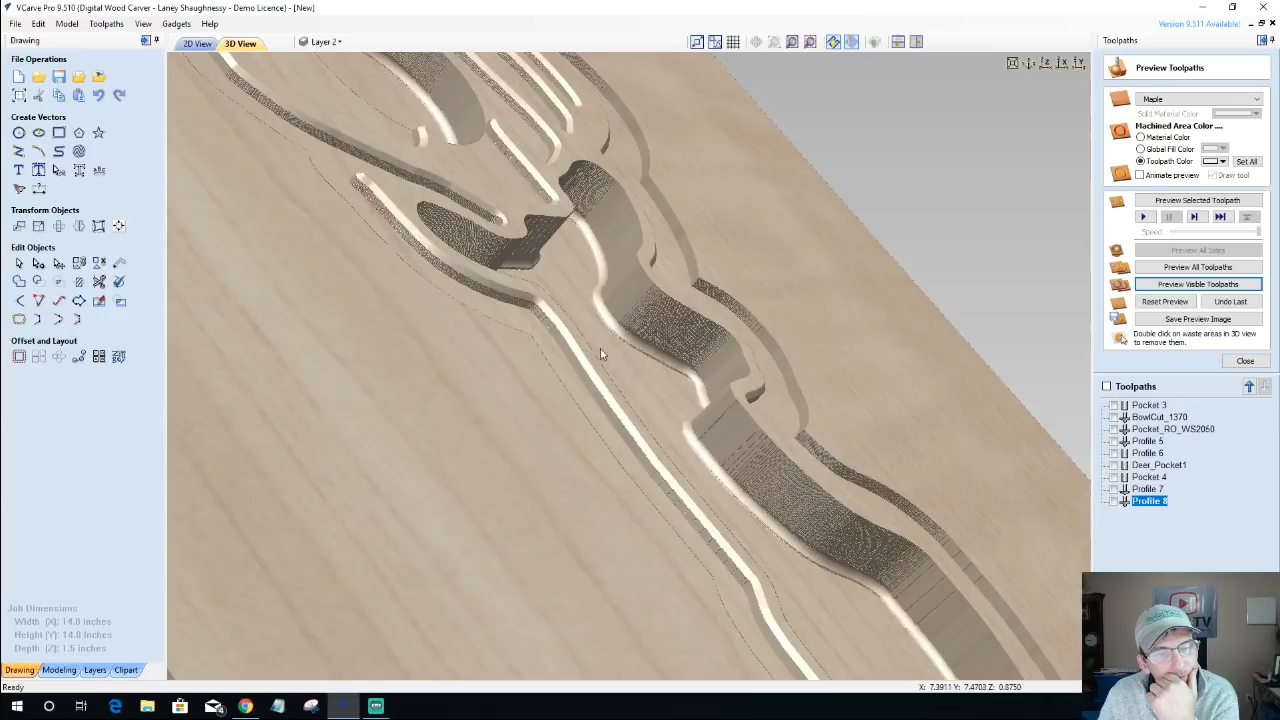 VCarve Pro 9.510{Digital Wood Carver - Laney Shaughnessy - Demo Licence} - [New]
File Edit Model Toolpaths View Gadgets Help
Version 9.511 Available!
Drawing
2D View 3D View Layer 2
Toolpaths
File Operations
Create Vectors
Transform Objects
Edit Objects
Offset and Layout
Job Dimensions
Width (X): 14.0 inches
Height (Y): 14.0 inches
Depth (Z): 1.5 inches
Drawing Modeling Layers Clipart
Ready
X: 7.3911 Y: 7.4703 Z: 0.8750
Preview Toolpaths
Maple
Solid Material Color
Machined Area Color ....
Material Color
Global Fill Color
Toolpath Color Set All
Animate preview Draw tool
Preview Selected Toolpath
Speed
Preview All Sides
Preview All Toolpaths
Preview Visible Toolpaths
Reset Preview Undo Last
Save Preview Image
Double click on waste areas in 3D view
to remove them.
Close
Toolpaths
Pocket 3
BowlCut_1370
Pocket_RO_WS2050
Profile 5
Profile 6
Deer_Pocket1
Pocket 4
Profile 7
Profile 8